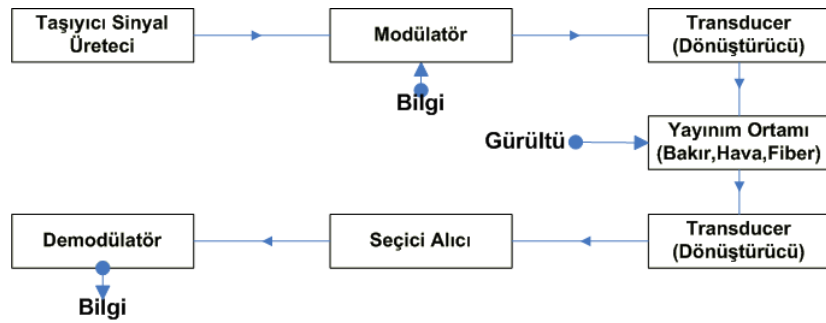 Taşıyıcı Sinyal
Üreteci
Modülatör
Transducer
(Dönüştürücü)
Bilgi
Gürültü
Yayınım Ortamı
(Bakır,Hava,Fiber)
Demodülatör
Seçici Alıcı
Transducer
(Dönüştürücü)
Bilgi